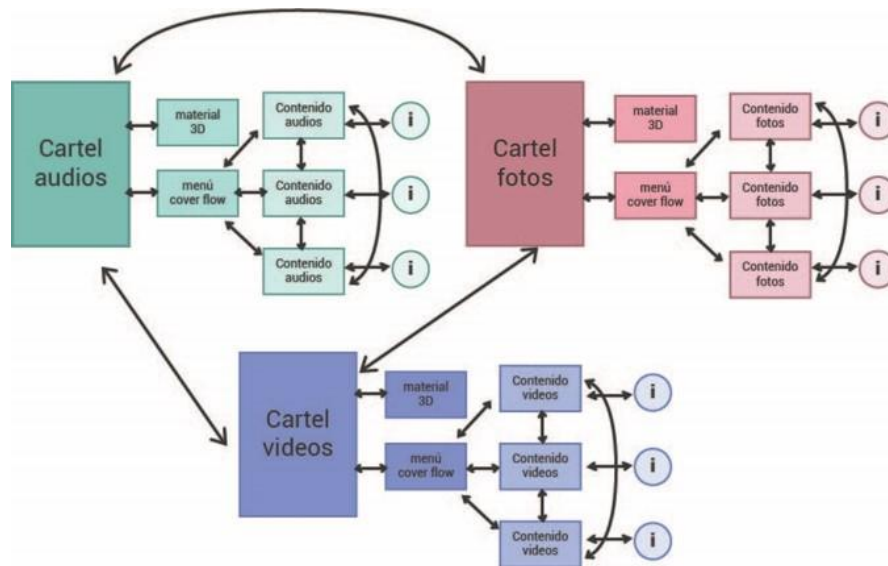 Cartel
audios
material
3D
menú
cover flow
Contenido
audios
i
Contenido
audios
i
Contenido
audios
i
Cartel
fotos
material
3D
menú
cover flow
Contenido
fotos
i
Contenido
fotos
i
Contenido
fotos
i
Cartel
videos
material
3D
menú
cover flow
Contenido
videos
i
Contenido
videos
i
Contenido
videos
i